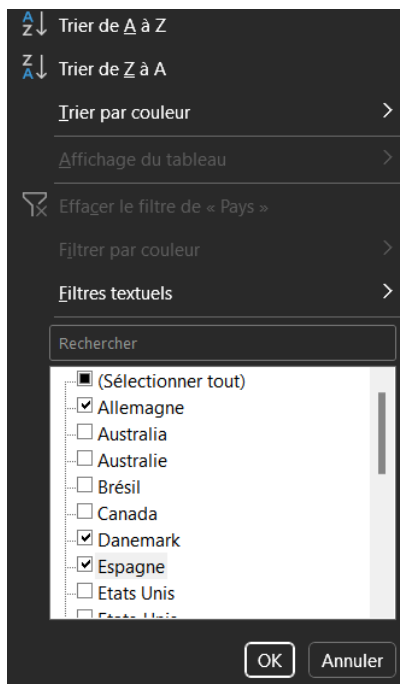 Trier de A à Z
Trier de Z à A
Trier par couleur
Affichage du tableau
Effacer le filtre de « Pays »
Filtrer par couleur
Filtres textuels
Rechercher
(Sélectionner tout)
Allemagne
Australia
Australie
Brésil
Canada
Danemark
Espagne
Etats Unis
OK Annuler